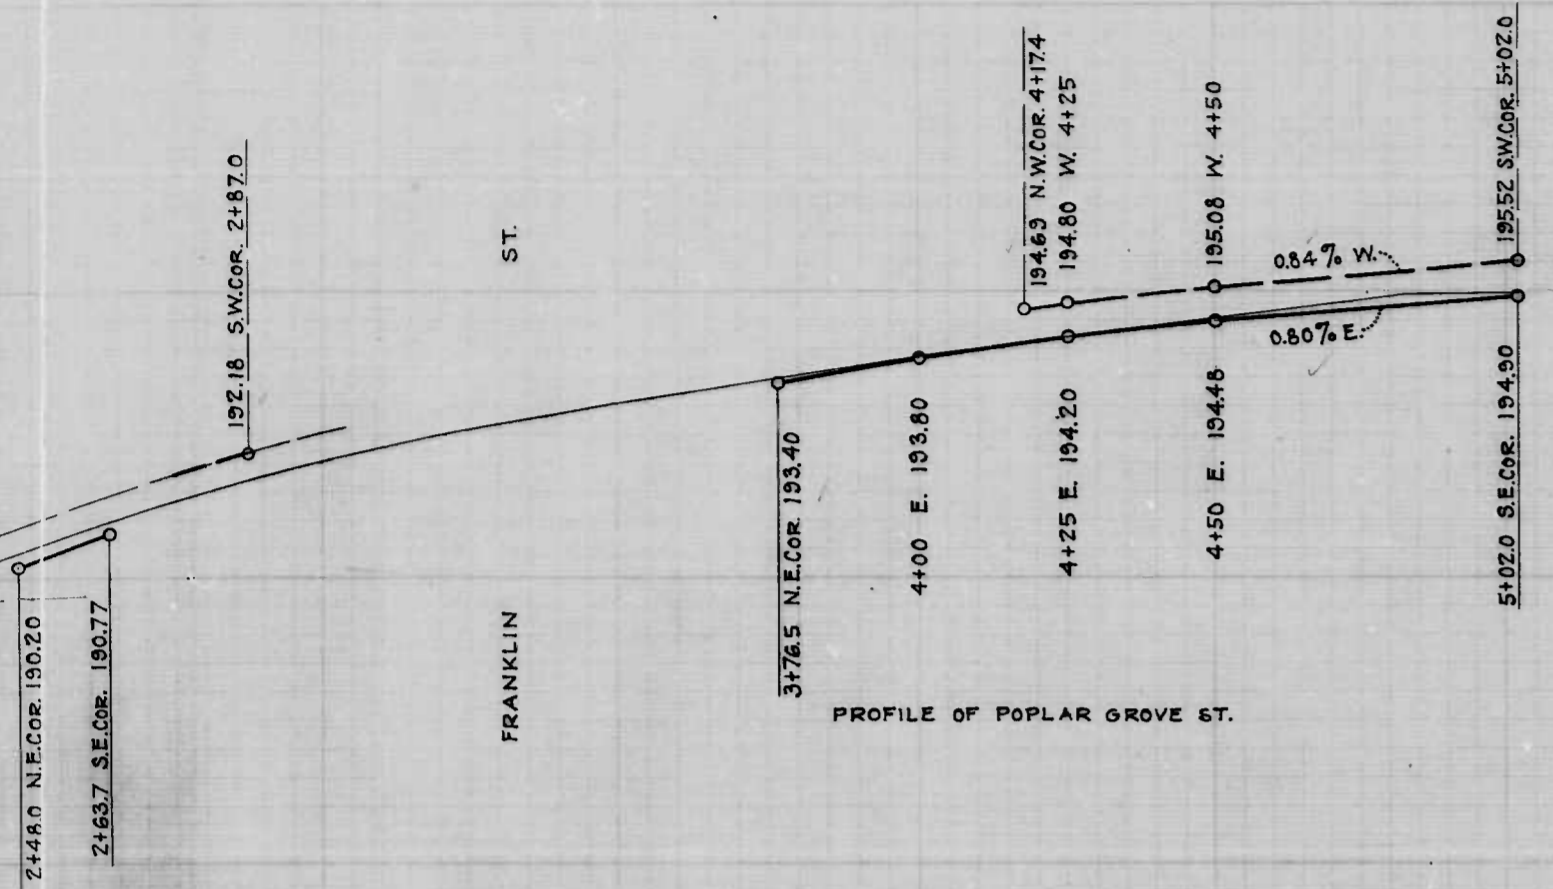 2+48.0 N.E.COR. 190.20
2+63.7 S.E.COR. 190.77
192.18 S.W.COR. 2+87.0
FRANKLIN ST.
3+76.5 N.E.COR 193.40
4+00 E. 193.80
194.69 N.W.COR. 4+17.4
194.80 W. 4+25
4+25 E. 194.20
195.08 W. 4+50
4+50 E. 194.48
0.84% W.
0.80% E.
195.52 S.W.COR. 5+02.0
5+02.0 S.E.COR. 194.90
PROFILE OF POPLAR GROVE ST.